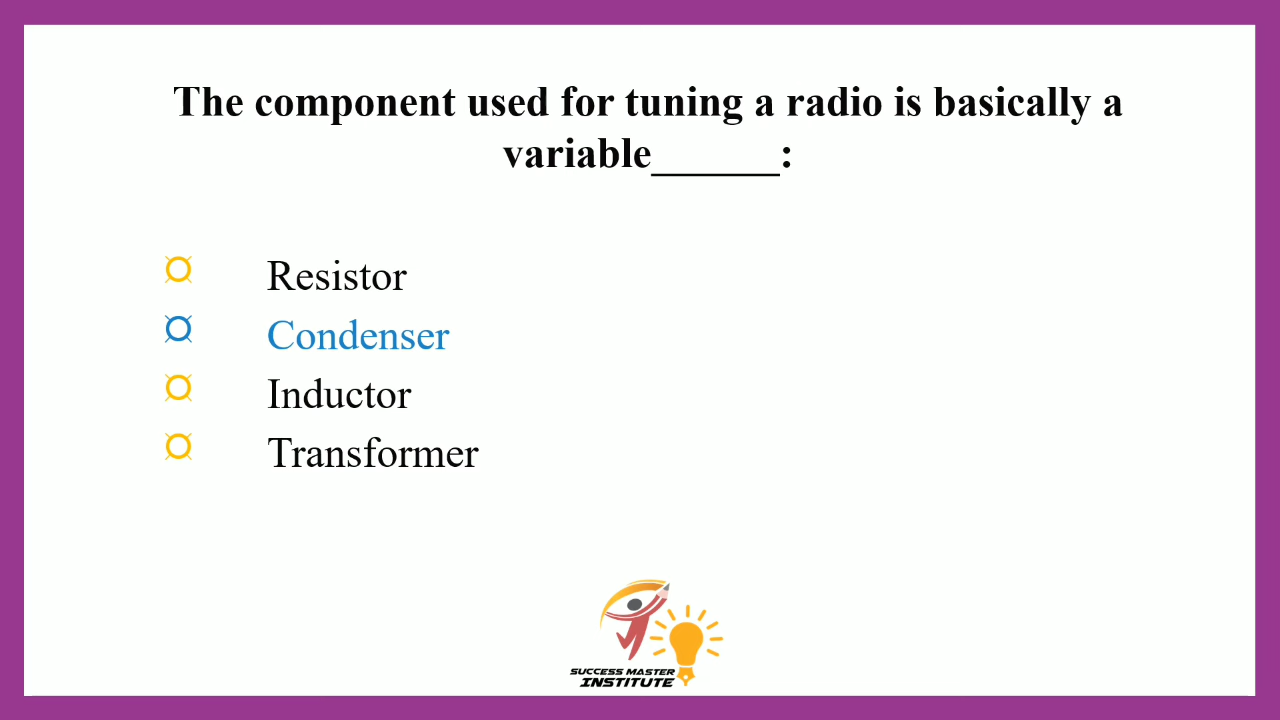 The component used for tuning a radio is basically a
variable______:
¤ Resistor
¤ Condenser
¤ Inductor
¤ Transformer
SUCCESS MASTER
INSTITUTE